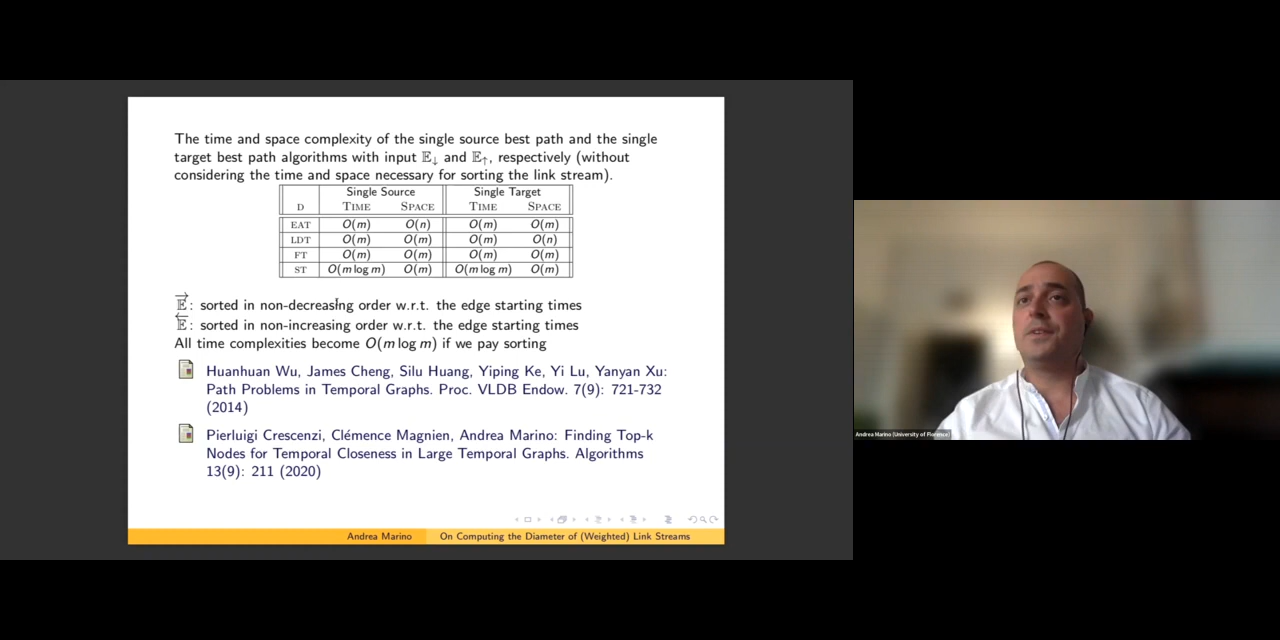 The time and space complexity of the single source best path and the single
target best path algorithms with input 𝔼↓ and 𝔼↑, respectively (without
considering the time and space necessary for sorting the link stream).
Single Source Single Target
D TIME SPACE TIME SPACE
EAT O(m) O(n) O(m) O(m)
LDT O(m) O(m) O(m) O(n)
FT O(m) O(m) O(m) O(m)
ST O(m log m) O(m) O(m log m) O(m)
𝔼⃗ : sorted in non-decreasing order w.r.t. the edge starting times
𝔼⃖ : sorted in non-increasing order w.r.t. the edge starting times
All time complexities become O(m log m) if we pay sorting
Huanhuan Wu, James Cheng, Silu Huang, Yiping Ke, Yi Lu, Yanyan Xu:
Path Problems in Temporal Graphs. Proc. VLDB Endow. 7(9): 721-732
(2014)
Pierluigi Crescenzi, Clémence Magnien, Andrea Marino: Finding Top-k
Nodes for Temporal Closeness in Large Temporal Graphs. Algorithms
13(9): 211 (2020)
Andrea Marino On Computing the Diameter of (Weighted) Link Streams
Andrea Marino (University of Florence)